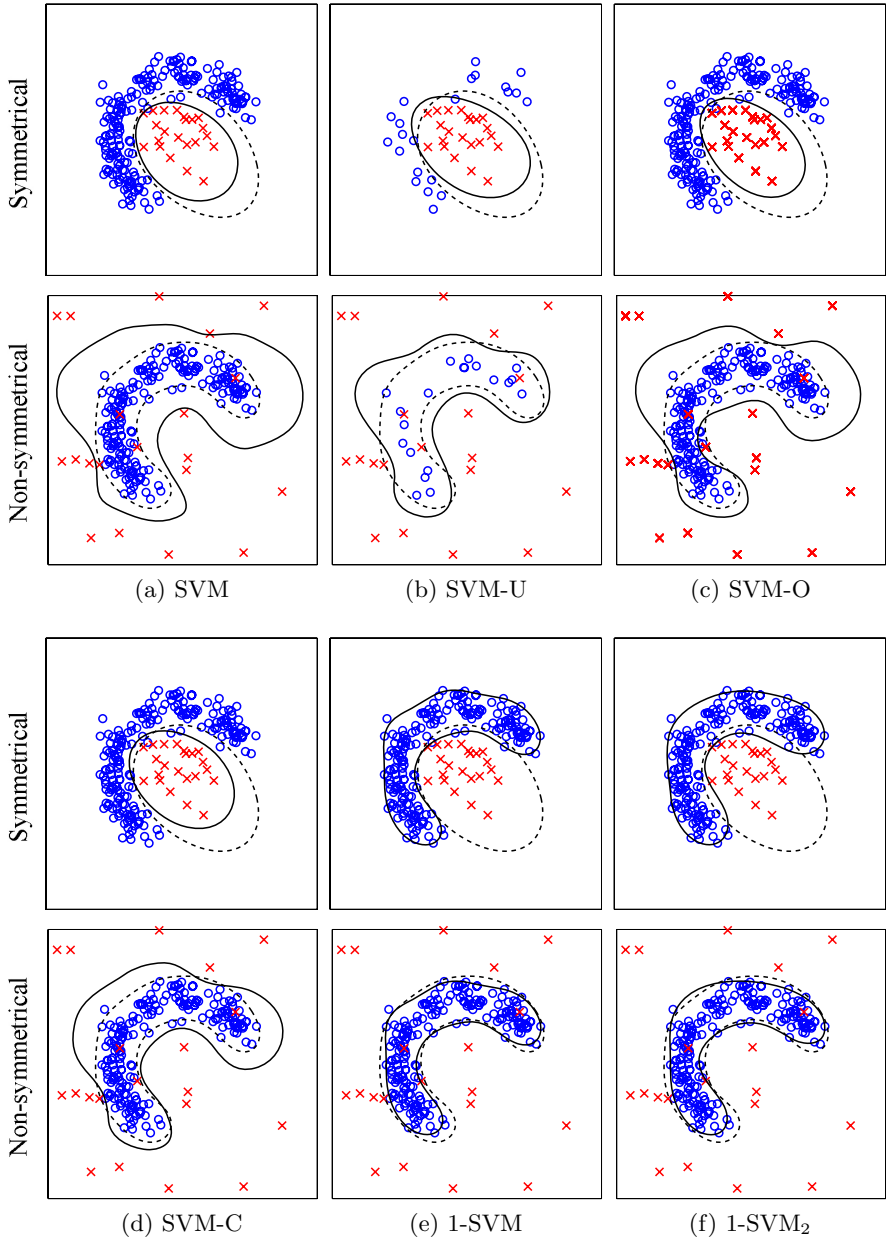 Symmetrical
Non-symmetrical
(a) SVM
(b) SVM-U
(c) SVM-O
Symmetrical
Non-symmetrical
(d) SVM-C
(e) 1-SVM
(f) 1-SVM₂